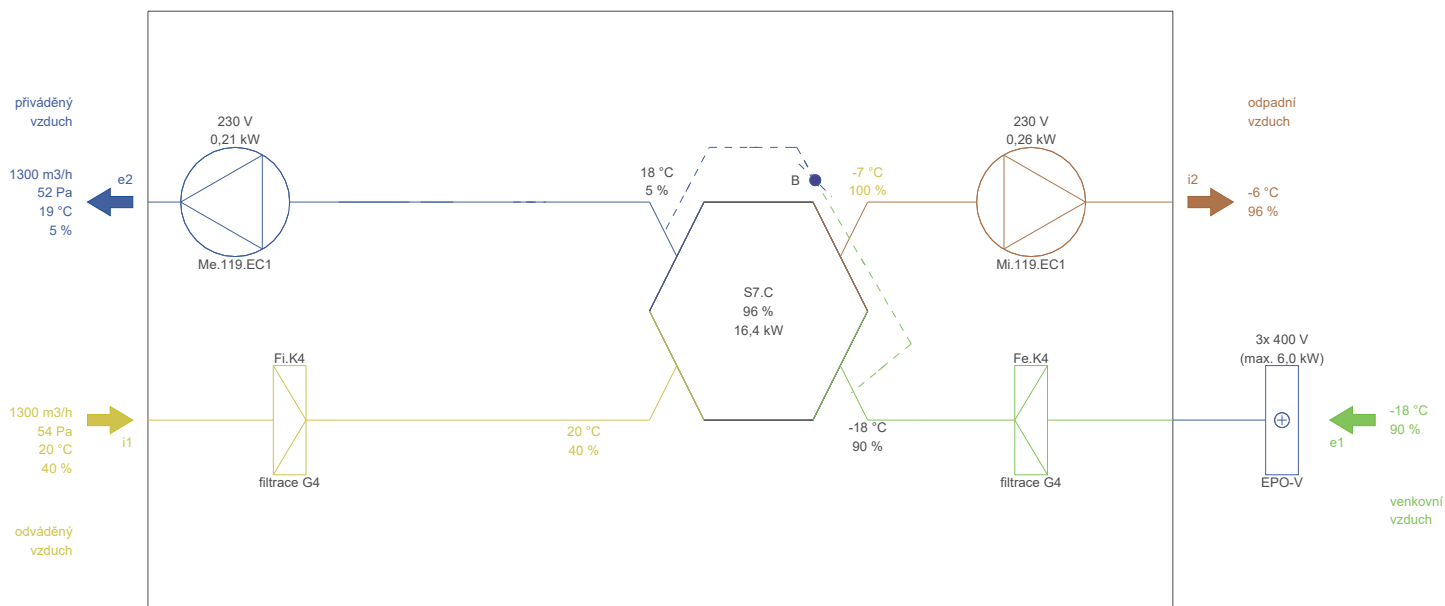 přiváděný
vzduch
1300 m3/h
52 Pa
19 °C
5 %
e2
230 V
0,21 kW
Me.119.EC1
18 °C
5 %
B
-7 °C
100 %
230 V
0,26 kW
Mi.119.EC1
odpadní
vzduch
i2
-6 °C
96 %
S7.C
96 %
16,4 kW
1300 m3/h
54 Pa
20 °C
40 %
i1
odváděný
vzduch
Fi.K4
filtrace G4
20 °C
40 %
-18 °C
90 %
Fe.K4
filtrace G4
3x 400 V
(max. 6,0 kW)
EPO-V
e1
-18 °C
90 %
venkovní
vzduch